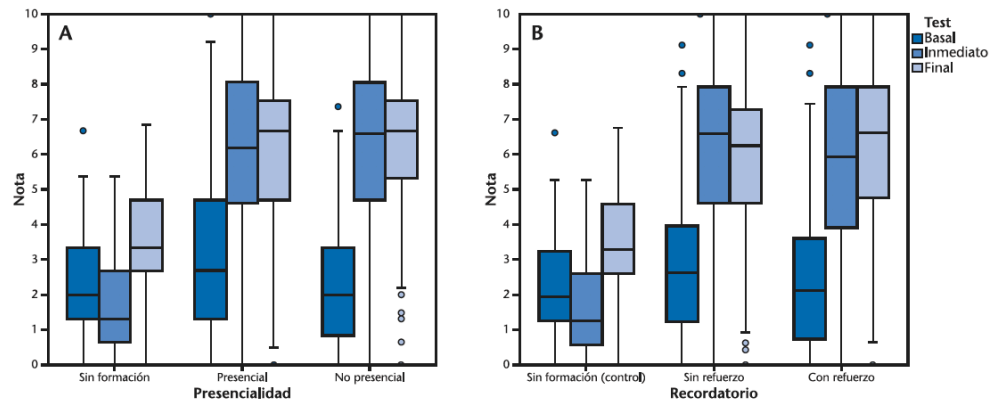 A
Nota
10
9
8
7
6
5
4
3
2
1
0
Sin formación
Presencial
No presencial
Presencialidad
B
Nota
10
9
8
7
6
5
4
3
2
1
0
Sin formación (control)
Sin refuerzo
Con refuerzo
Recordatorio
Test
Basal
Inmediato
Final